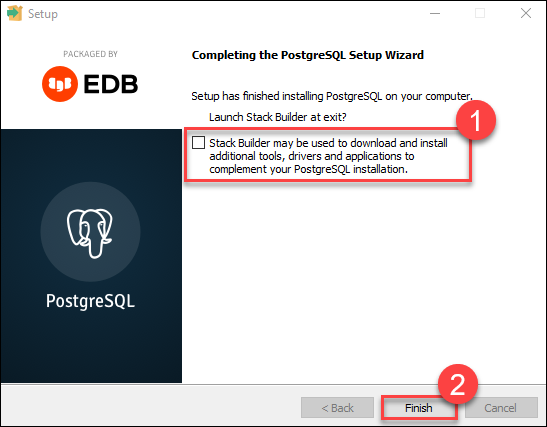 Setup
PACKAGED BY
EDB
PostgreSQL
Completing the PostgreSQL Setup Wizard
Setup has finished installing PostgreSQL on your computer.
Launch Stack Builder at exit?
1
Stack Builder may be used to download and install
additional tools, drivers and applications to
complement your PostgreSQL installation.
2
< Back
Finish
Cancel